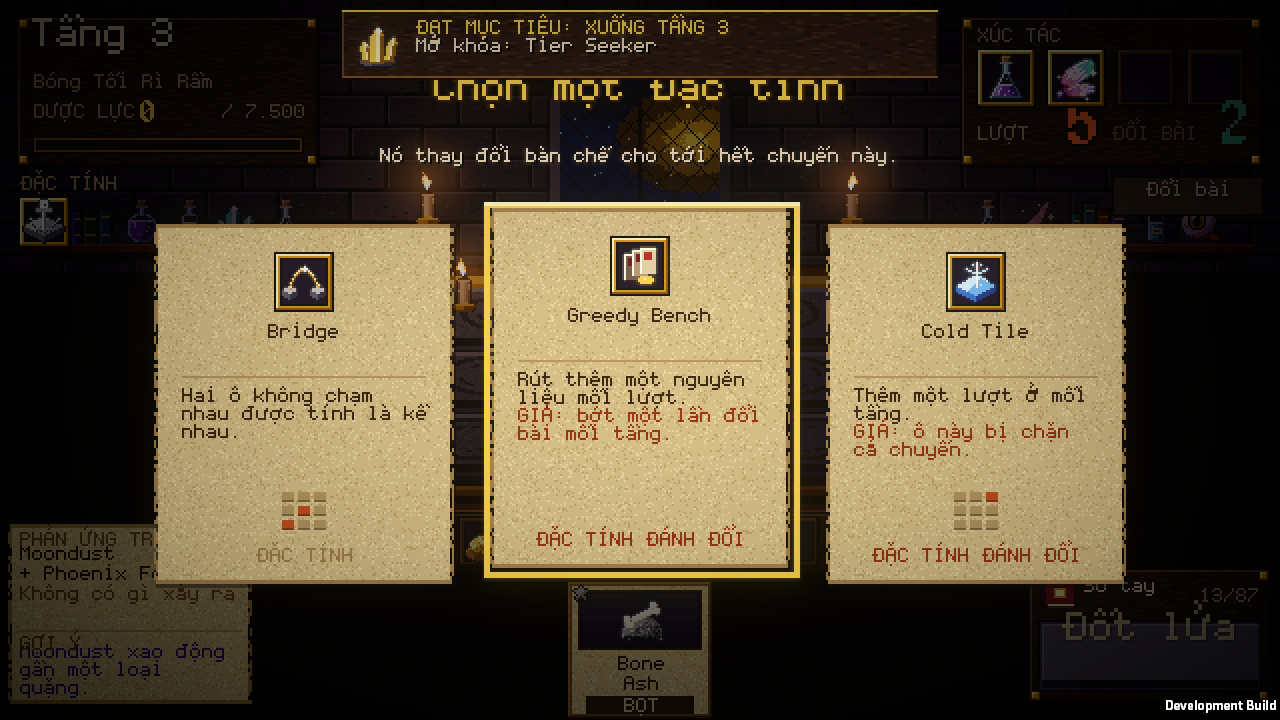 Tầng 3
ĐẠT MỤC TIÊU: XUỐNG TẦNG 3
Mở khóa: Tier Seeker
XÚC TÁC
Bóng Tối Rì Rầm
Chọn một Đặc tính
DƯỢC LỰC 0 / 7.500
LƯỢT 5 ĐỔI BÀI 2
Nó thay đổi bàn chế cho tới hết chuyến này.
ĐẶC TÍNH
Đổi bài
Bridge
Hai ô không chạm
nhau được tính là kề
nhau.
ĐẶC TÍNH
Greedy Bench
Rút thêm một nguyên
liệu mỗi lượt.
GIÁ: bớt một lần đổi
bài mỗi tầng.
ĐẶC TÍNH ĐÁNH ĐỔI
Cold Tile
Thêm một lượt ở mỗi
tầng.
GIÁ: ô này bị chặn
cả chuyến.
ĐẶC TÍNH ĐÁNH ĐỔI
PHẢN ỨNG TR
Moondust
+ Phoenix F
Không có gì xảy ra
GỢI Ý
Moondust xao động
gần một loại
quặng.
Bone
Ash
BỘT
Sổ tay
13/87
Đốt lửa
Development Build